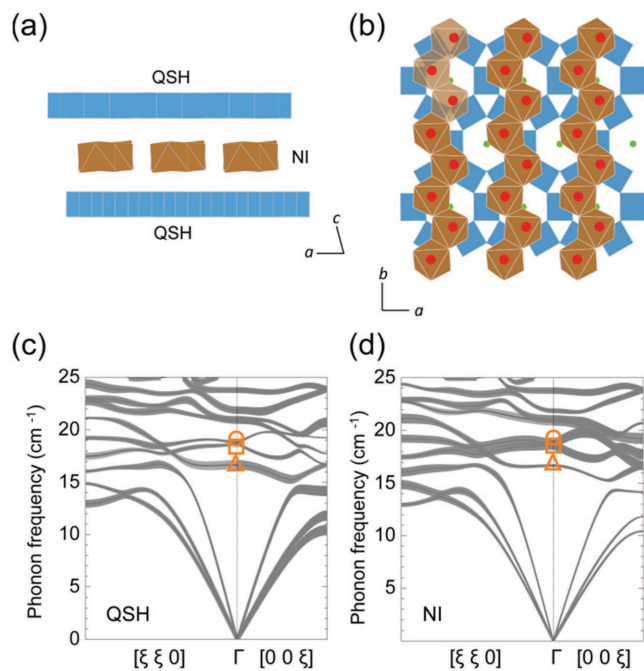 (a)
QSH
NI
QSH
c
a
(b)
b
a
(c)
25
20
15
10
5
0
Phonon frequency (cm⁻¹)
QSH
[ξ ξ 0] Γ [0 0 ξ]
(d)
25
20
15
10
5
Phonon frequency (cm⁻¹)
NI
[ξ ξ 0] Γ [0 0 ξ]